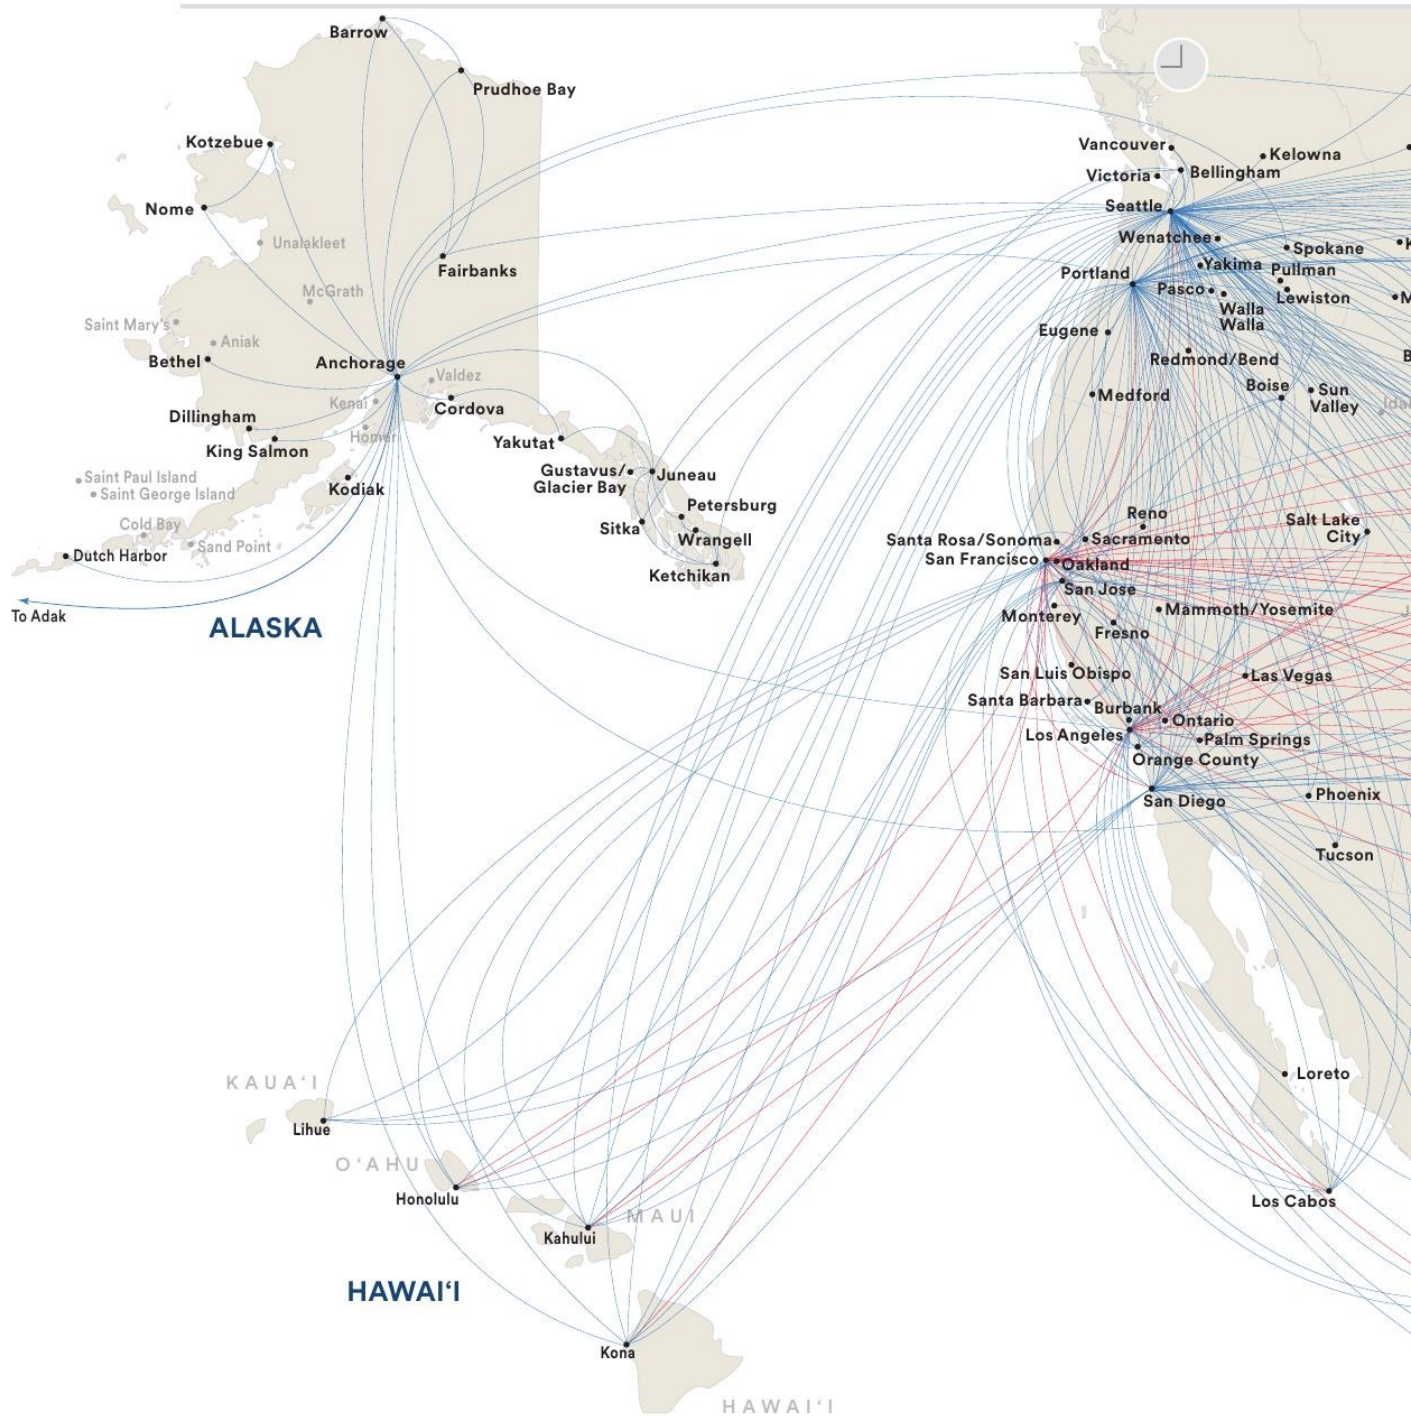 Barrow
Prudhoe Bay
Kotzebue
Nome
Unalakleet
Fairbanks
McGrath
Saint Mary's
Aniak
Bethel
Anchorage
Valdez
Kenai
Cordova
Dillingham
Homer
King Salmon
Yakutat
Saint Paul Island
Saint George Island
Kodiak
Gustavus/
Glacier Bay
Juneau
Petersburg
Sitka
Wrangell
Cold Bay
Sand Point
Dutch Harbor
Ketchikan
To Adak
ALASKA
Vancouver
Kelowna
Victoria
Bellingham
Seattle
Wenatchee
Spokane
K
Yakima
Pullman
Portland
Pasco
Lewiston
M
Walla
Walla
Eugene
Redmond/Bend
B
Boise
Sun
Valley
Medford
Idal
Reno
Salt Lake
City
Santa Rosa/Sonoma
Sacramento
San Francisco
Oakland
San Jose
Monterey
Mammoth/Yosemite
J
Fresno
San Luis Obispo
Las Vegas
Santa Barbara
Burbank
Ontario
Los Angeles
Palm Springs
Orange County
San Diego
Phoenix
Tucson
Loreto
Los Cabos
KAUA‘I
Lihue
O‘AHU
Honolulu
MAUI
Kahului
HAWAI‘I
Kona
HAWAI‘I